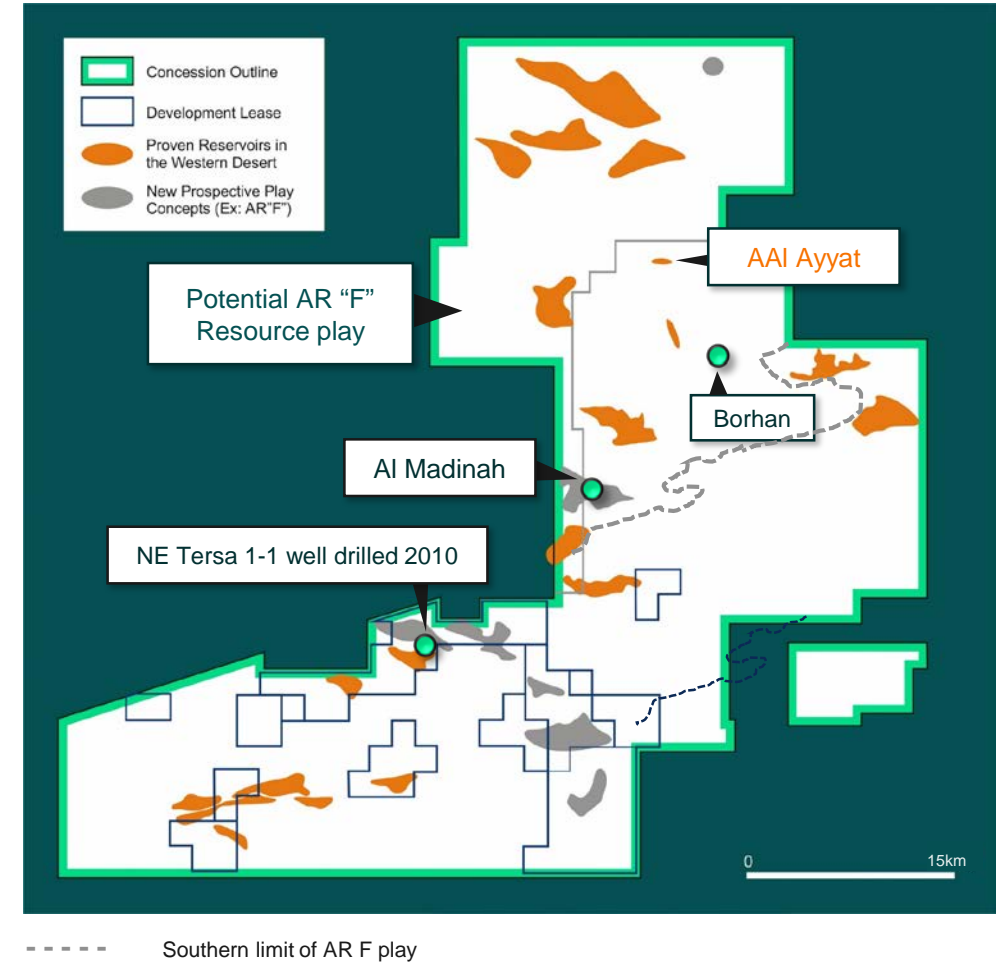 Concession Outline
Development Lease
Proven Reservoirs in
the Western Desert
New Prospective Play
Concepts (Ex: AR"F")
AAl Ayyat
Potential AR “F”
Resource play
Borhan
Al Madinah
NE Tersa 1-1 well drilled 2010
0
15km
Southern limit of AR F play